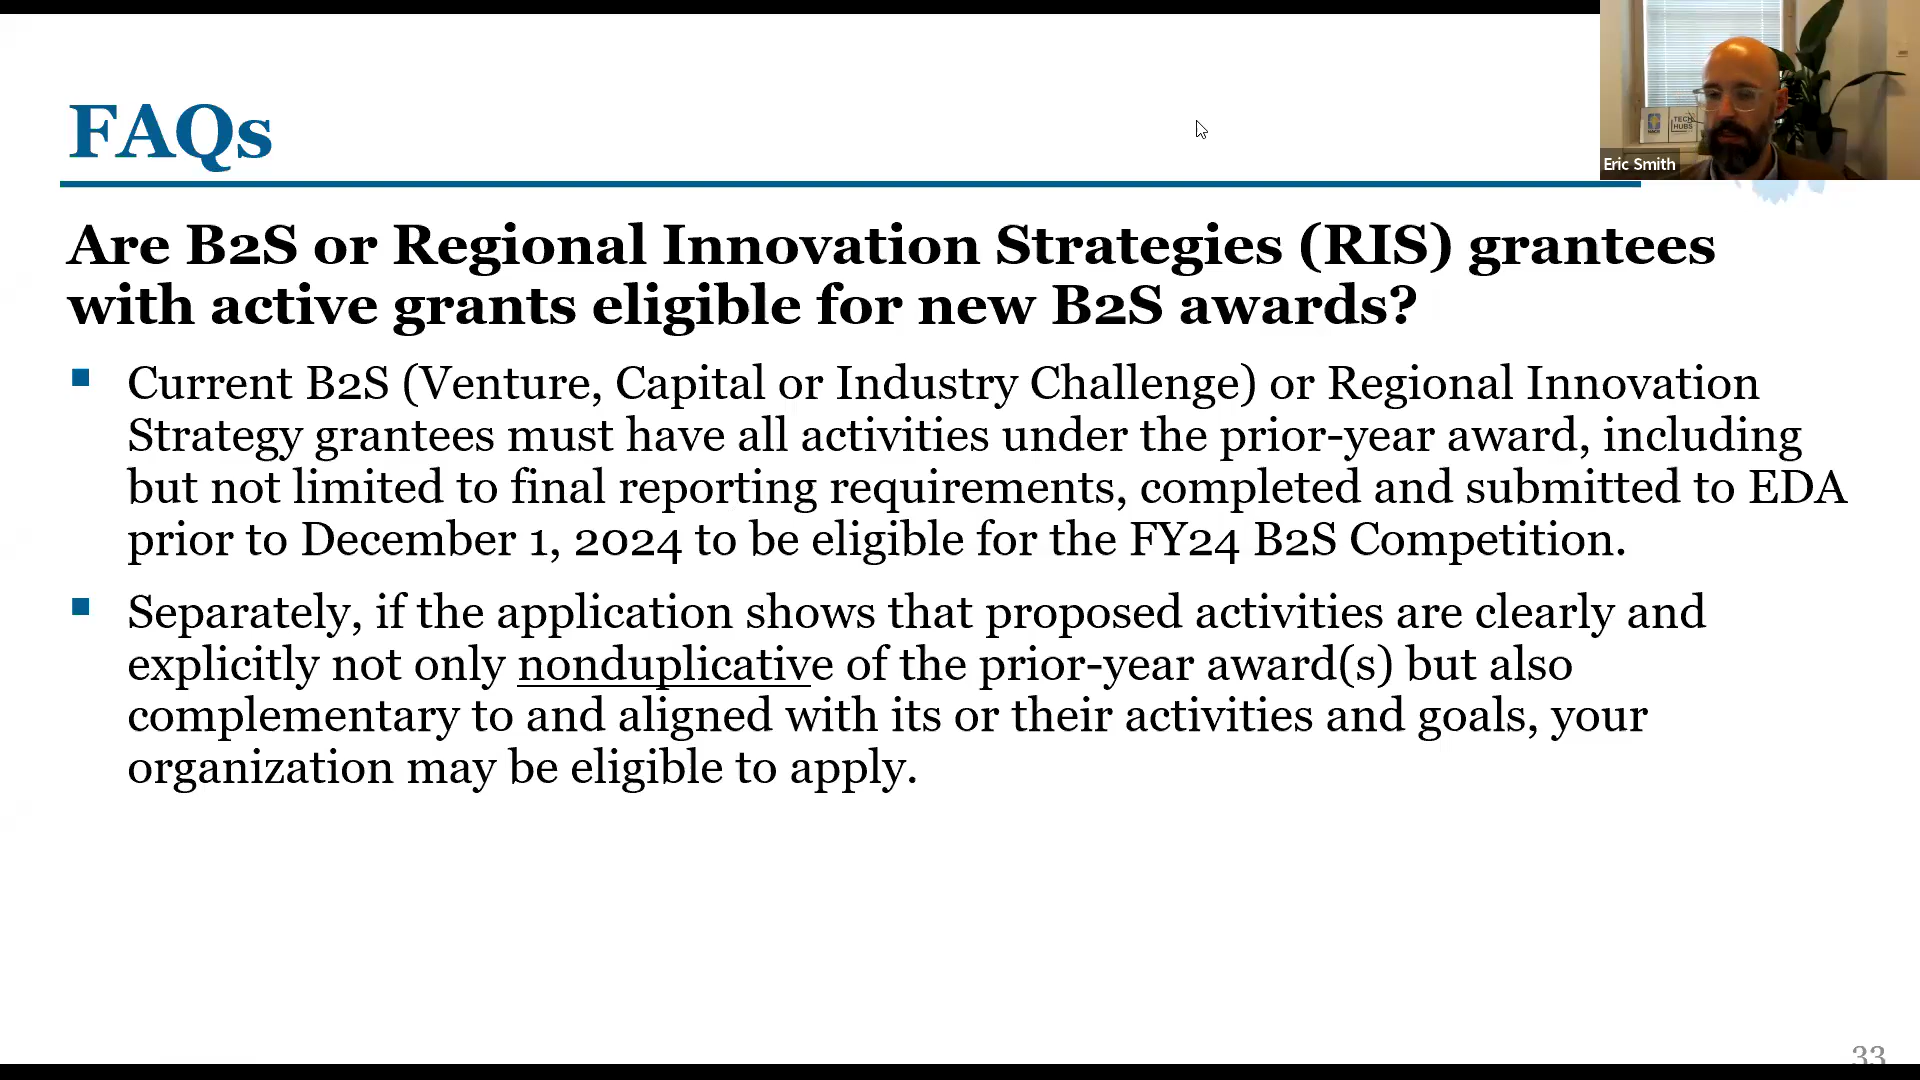 FAQs
TECH
HUBS
Eric Smith
Are B2S or Regional Innovation Strategies (RIS) grantees
with active grants eligible for new B2S awards?
Current B2S (Venture, Capital or Industry Challenge) or Regional Innovation
Strategy grantees must have all activities under the prior-year award, including
but not limited to final reporting requirements, completed and submitted to EDA
prior to December 1, 2024 to be eligible for the FY24 B2S Competition.
Separately, if the application shows that proposed activities are clearly and
explicitly not only nonduplicative of the prior-year award(s) but also
complementary to and aligned with its or their activities and goals, your
organization may be eligible to apply.
33